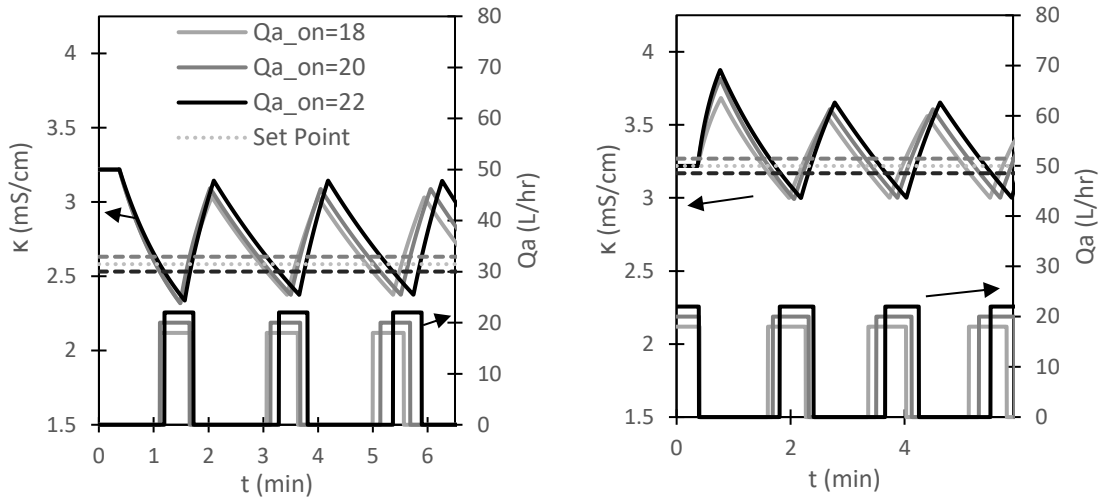 Qa_on=18
Qa_on=20
Qa_on=22
Set Point
4
3.5
3
2.5
2
1.5
κ (mS/cm)
80
70
60
50
40
30
20
10
0
Qa (L/hr)
0 1 2 3 4 5 6
t (min)
4
3.5
3
2.5
2
1.5
κ (mS/cm)
80
70
60
50
40
30
20
10
0
Qa (L/hr)
0 2 4
t (min)